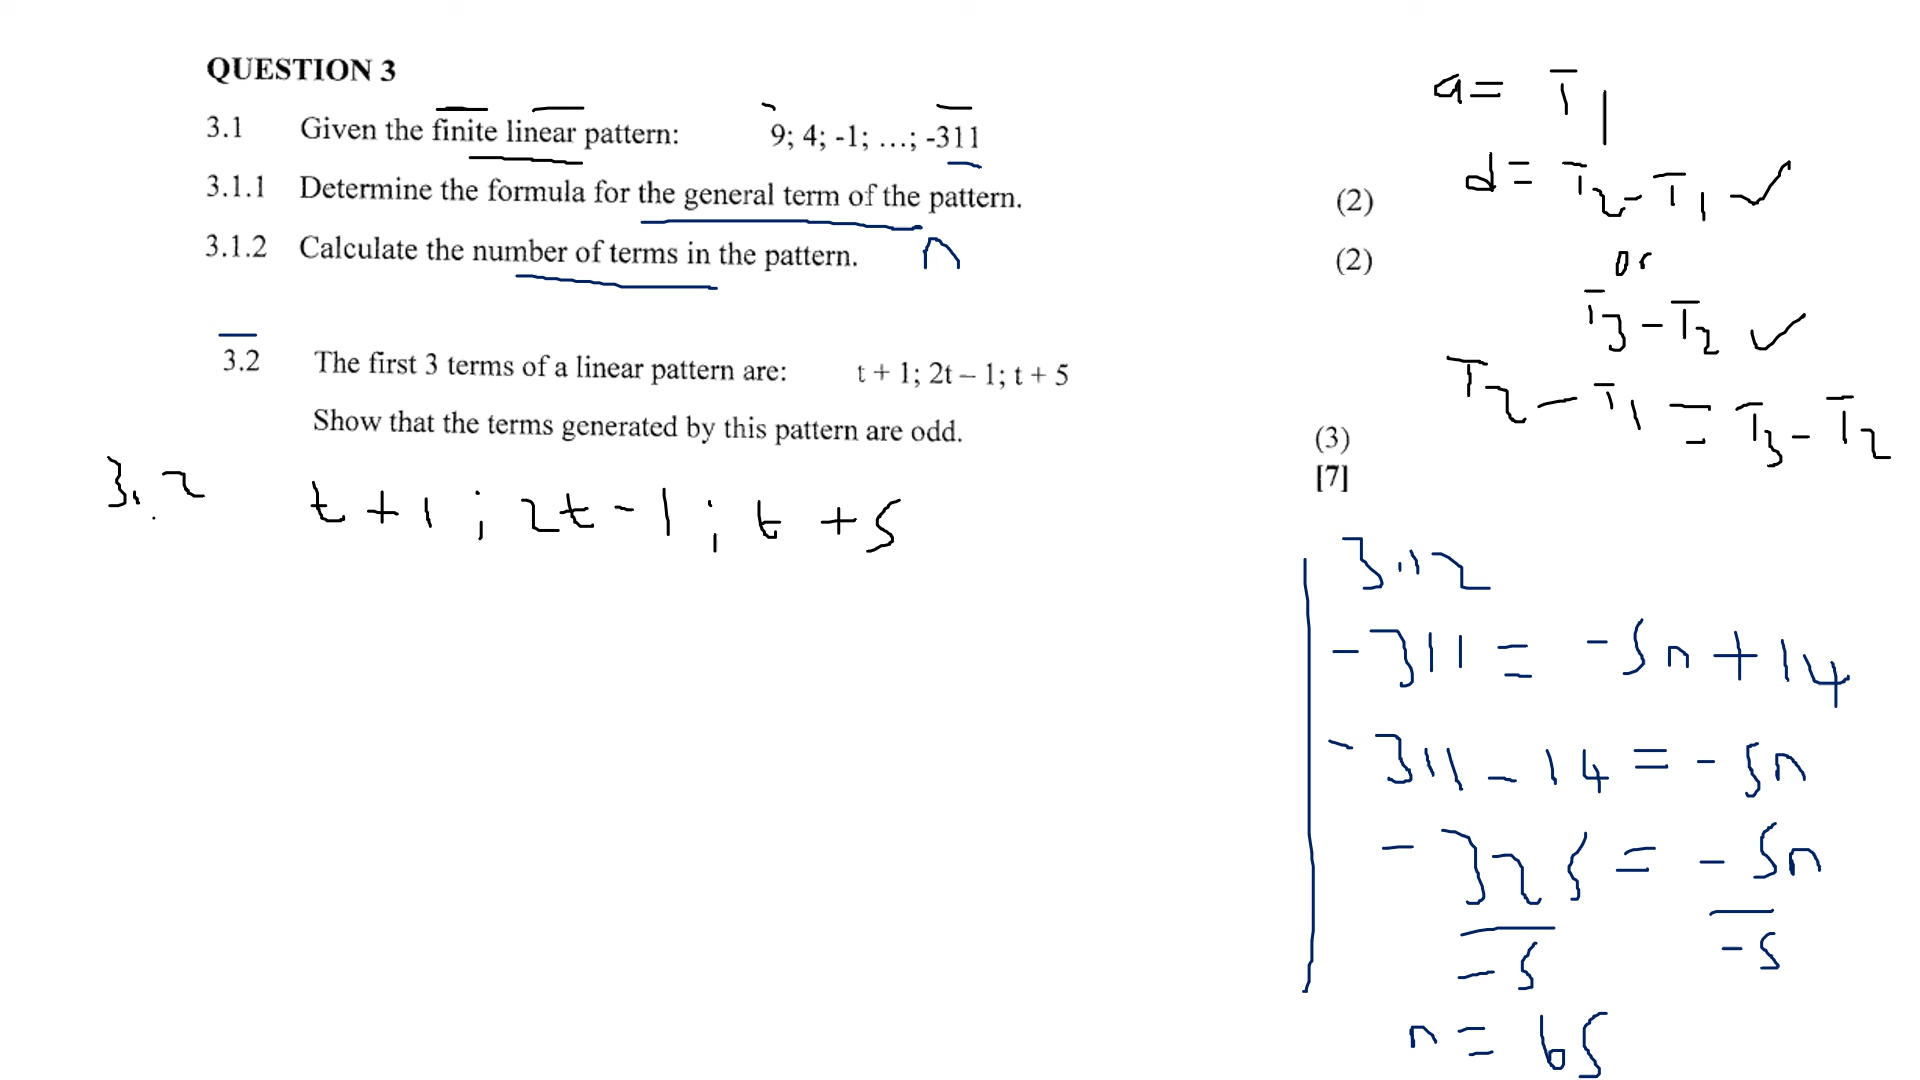 QUESTION 3
3.1 Given the finite linear pattern: 9; 4; -1; ...; -311
3.1.1 Determine the formula for the general term of the pattern. (2)
3.1.2 Calculate the number of terms in the pattern. n (2)
3.2 The first 3 terms of a linear pattern are: t + 1; 2t – 1; t + 5
Show that the terms generated by this pattern are odd. (3)
[7]
3.2 t + 1 ; 2t - 1 ; t + 5
a = T1
d = T2 - T1 ✓
or
T3 - T2 ✓
T2 - T1 = T3 - T2
3.12
-311 = -5n + 14
-311 - 14 = -5n
-325 = -5n
-5 -5
n = 65